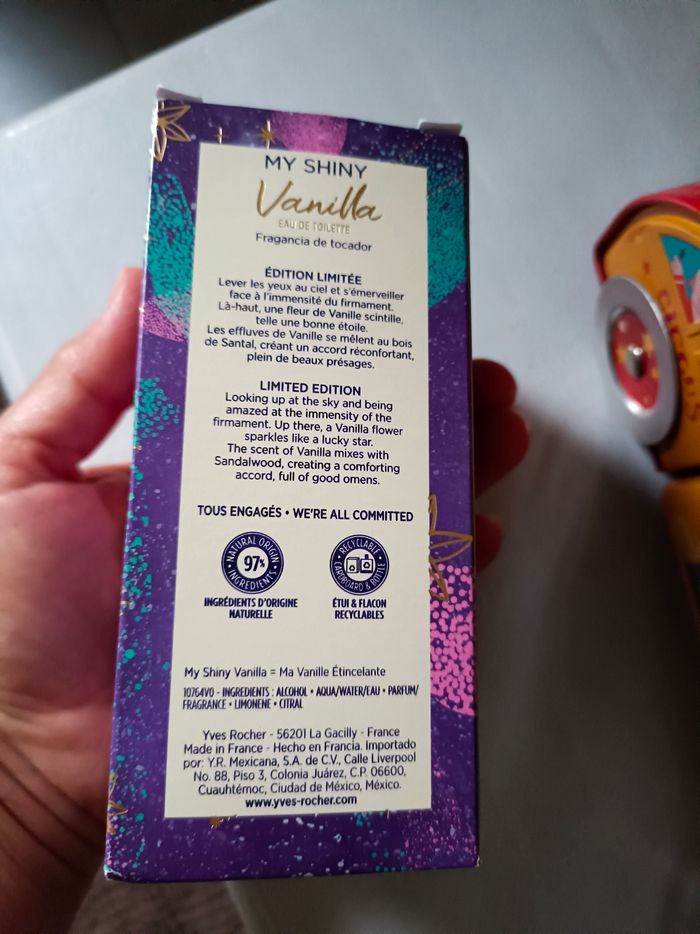 MY SHINY
Vanilla
EAU DE TOILETTE
Fragancia de tocador
ÉDITION LIMITÉE
Lever les yeux au ciel et s'émerveiller
face à l'immensité du firmament.
Là-haut, une fleur de Vanille scintille,
telle une bonne étoile.
Les effluves de Vanille se mêlent au bois
de Santal, créant un accord réconfortant,
plein de beaux présages.
LIMITED EDITION
Looking up at the sky and being
amazed at the immensity of the
firmament. Up there, a Vanilla flower
sparkles like a lucky star.
The scent of Vanilla mixes with
Sandalwood, creating a comforting
accord, full of good omens.
TOUS ENGAGÉS • WE'RE ALL COMMITTED
NATURAL ORIGIN
97%
INGREDIENTS
RECYCLABLE
CARDBOARD & BOTTLE
INGRÉDIENTS D'ORIGINE
NATURELLE
ÉTUI & FLACON
RECYCLABLES
My Shiny Vanilla = Ma Vanille Étincelante
10764V0 - INGREDIENTS : ALCOHOL • AQUA/WATER/EAU • PARFUM/
FRAGRANCE • LIMONENE • CITRAL
Yves Rocher - 56201 La Gacilly - France
Made in France - Hecho en Francia. Importado
por: Y.R. Mexicana, S.A. de C.V., Calle Liverpool
No. 88, Piso 3, Colonia Juárez, C.P. 06600,
Cuauhtémoc, Ciudad de México, México.
www.yves-rocher.com